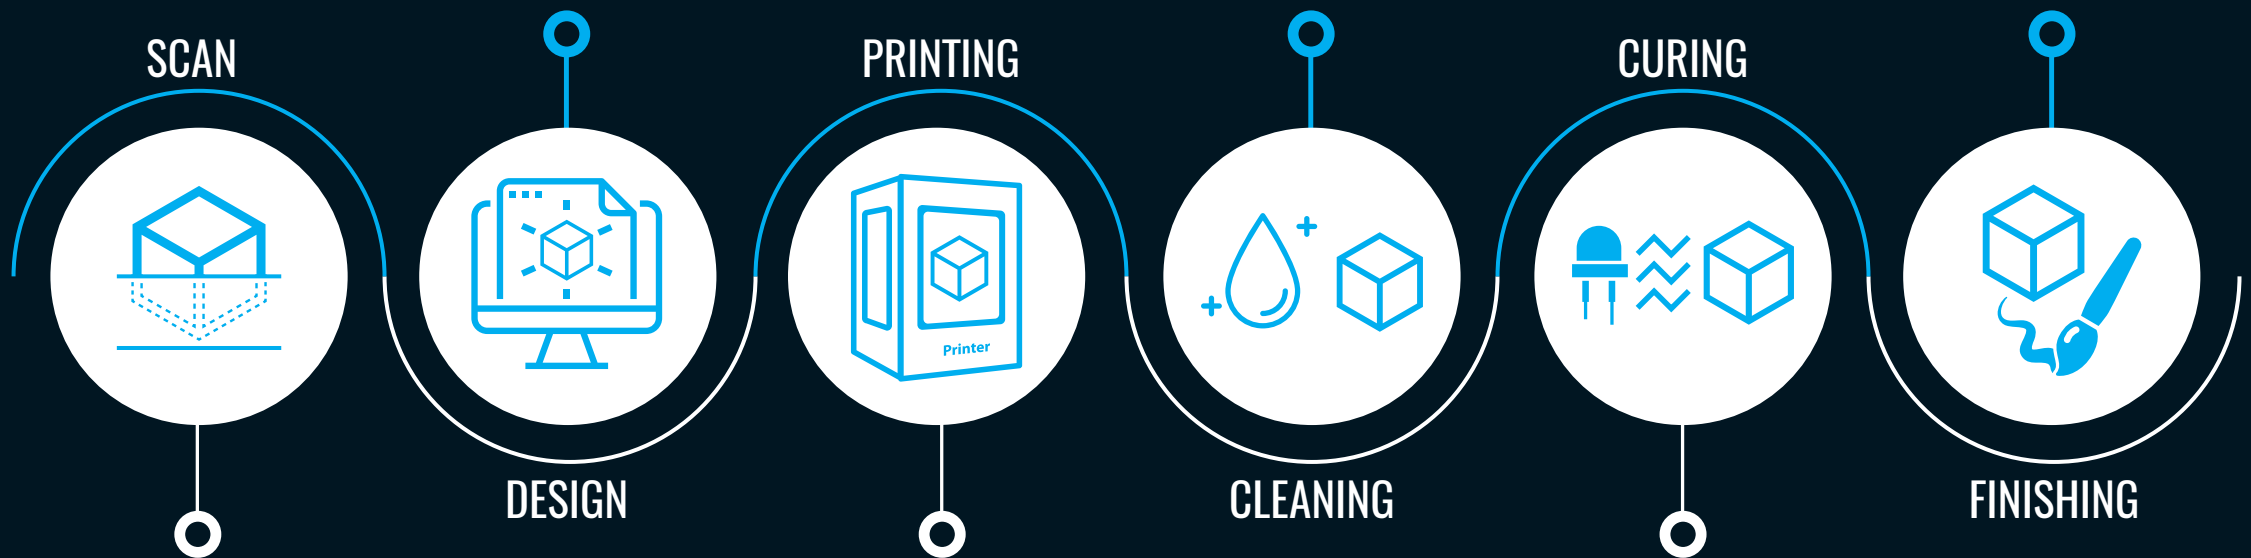 SCAN
DESIGN
PRINTING
Printer
CLEANING
CURING
FINISHING